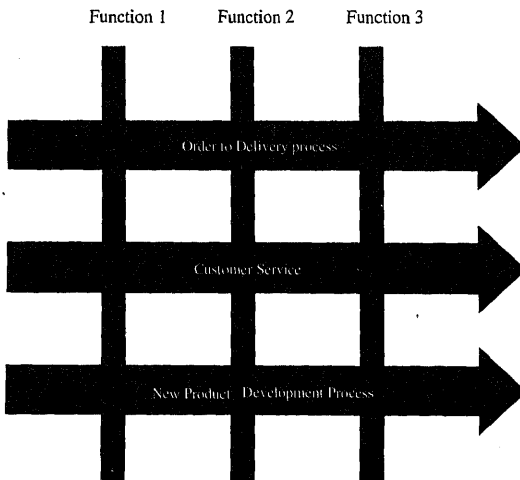 Function 1 Function 2 Function 3
Order to Delivery process
Customer Service
New Product Development Process